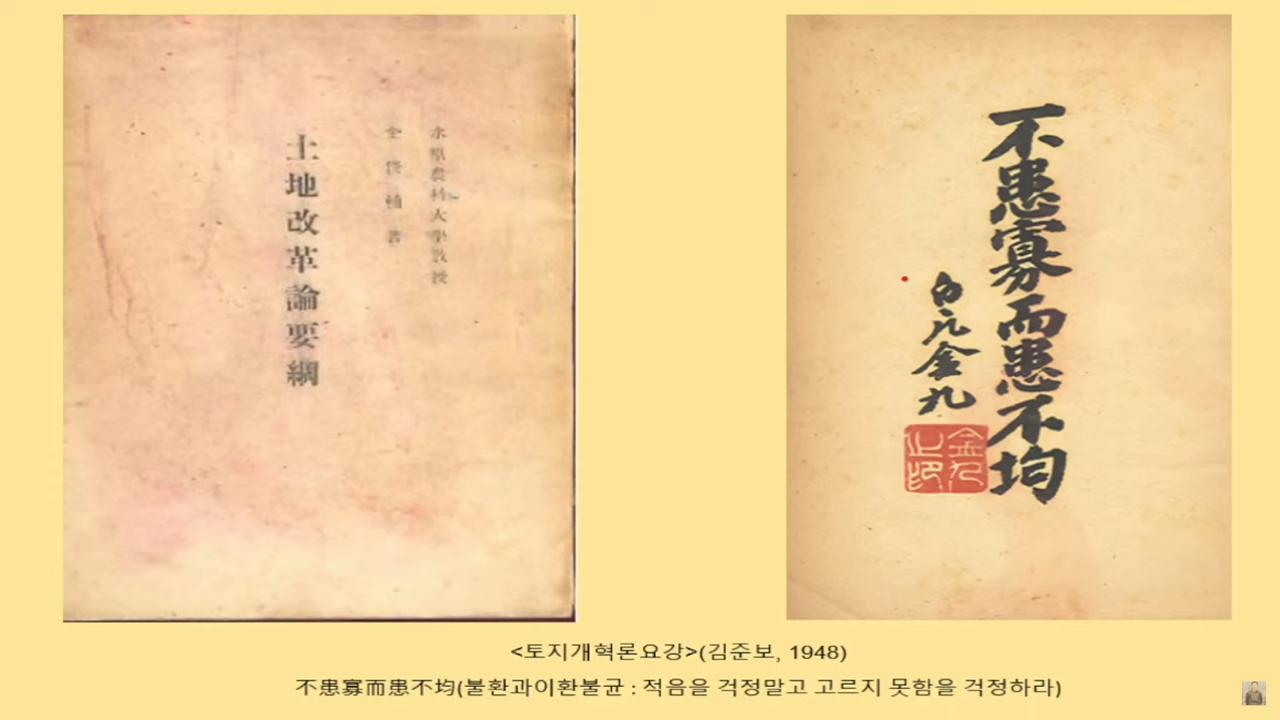 水原農科大學敎授
著
土地改革論要綱
不患寡而患不均
白凡金九
金九之印
<토지개혁론요강>(김준보, 1948)
不患寡而患不均(불환과이환불균 : 적음을 걱정말고 고르지 못함을 걱정하라)